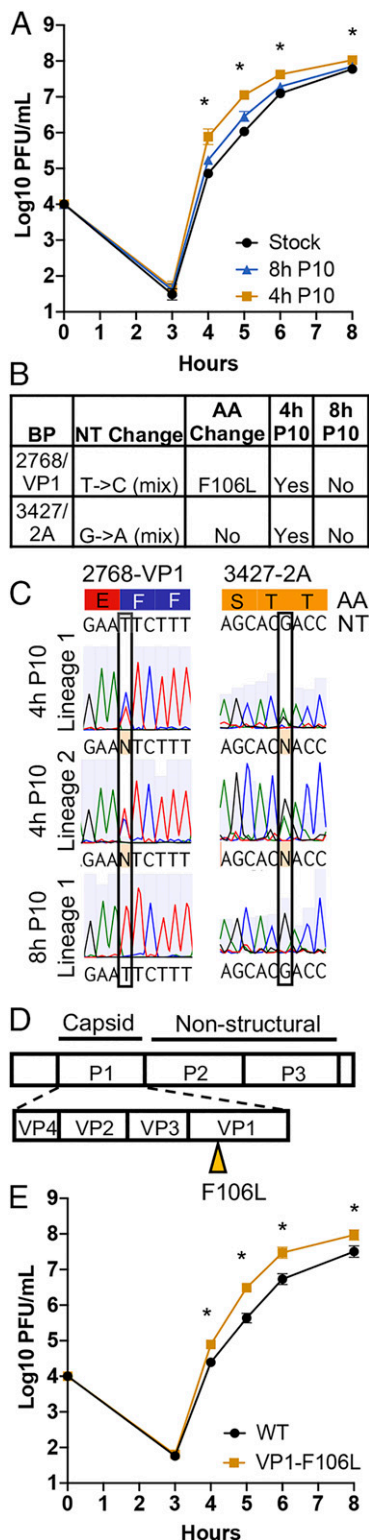 A
Log10 PFU/mL
9
8
7
6
5
4
3
2
1
* * * *
Stock
8h P10
4h P10
0 1 2 3 4 5 6 7 8
Hours
B
BP NT Change AA Change 4h P10 8h P10
2768/VP1 T->C (mix) F106L Yes No
3427/2A G->A (mix) No Yes No
C
2768-VP1 3427-2A
E F F S T T AA
GAATTCTTT AGCACGACC NT
4h P10 Lineage 1
GAANTCTTT AGCACNACC
4h P10 Lineage 2
GAANTCTTT AGCACNACC
8h P10 Lineage 1
GAATTCTTT AGCACGACC
D
Capsid Non-structural
P1 P2 P3
VP4 VP2 VP3 VP1
F106L
E
Log10 PFU/mL
9
8
7
6
5
4
3
2
1
* * * *
WT
VP1-F106L
0 1 2 3 4 5 6 7 8
Hours